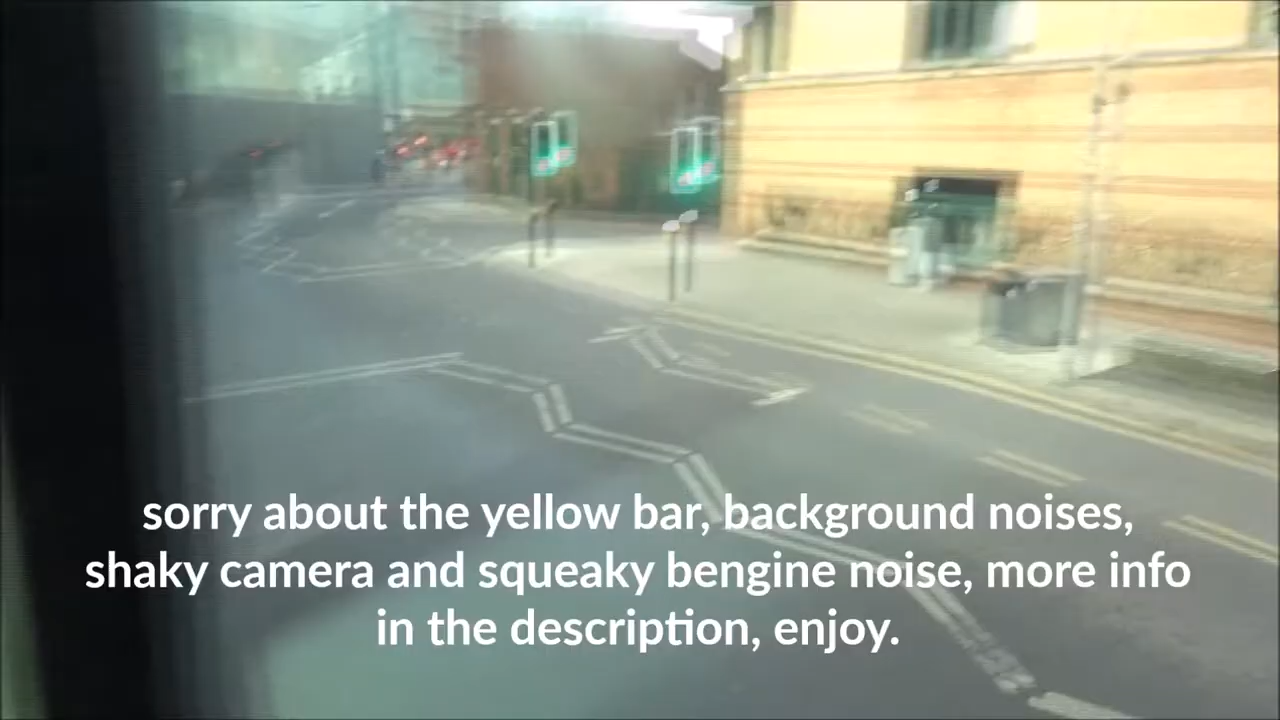 sorry about the yellow bar, background noises,
shaky camera and squeaky bengine noise, more info
in the description, enjoy.